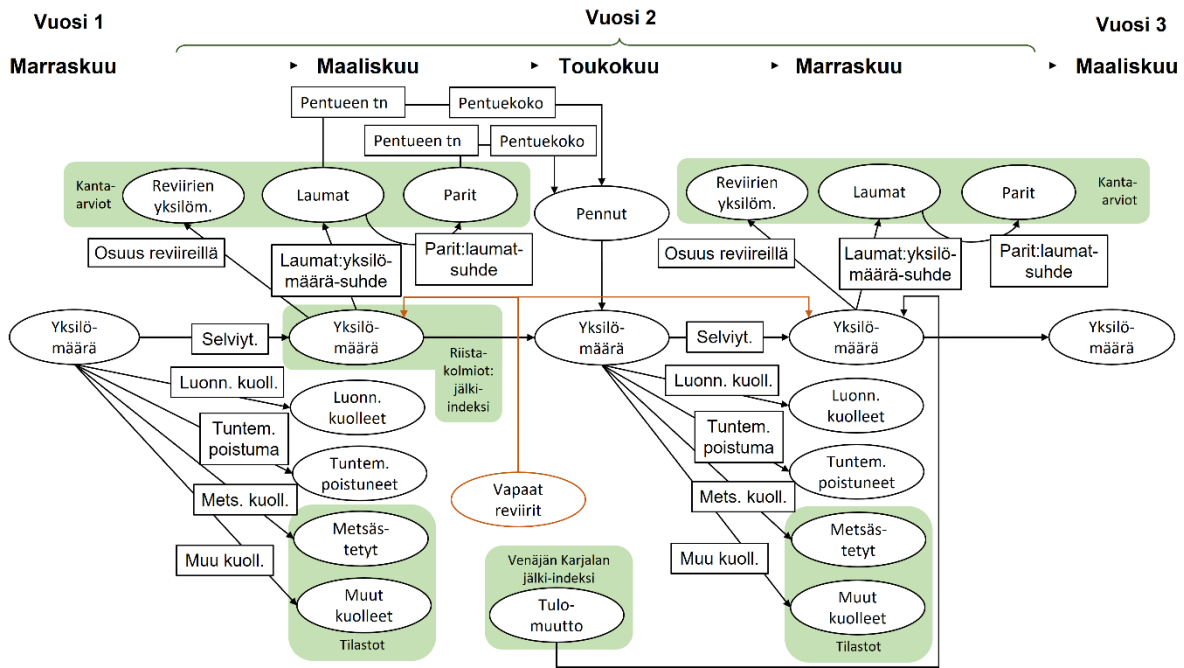 Vuosi 1
Vuosi 2
Vuosi 3
Marraskuu
Maaliskuu
Toukokuu
Marraskuu
Maaliskuu
Pentueen tn
Pentuekoko
Pentueen tn
Pentuekoko
Kanta-
arviot
Reviirien
yksilöm.
Laumat
Parit
Pennut
Reviirien
yksilöm.
Laumat
Parit
Kanta-
arviot
Osuus reviireillä
Laumat:yksilö-
määrä-suhde
Parit:laumat-
suhde
Osuus reviireillä
Laumat:yksilö-
määrä-suhde
Parit:laumat-
suhde
Yksilö-
määrä
Selviyt.
Yksilö-
määrä
Riista-
kolmiot:
jälki-
indeksi
Yksilö-
määrä
Selviyt.
Yksilö-
määrä
Yksilö-
määrä
Luonn. kuoll.
Luonn.
kuolleet
Tuntem.
poistuma
Tuntem.
poistuneet
Mets. kuoll.
Metsäs-
tetyt
Muu kuoll.
Muut
kuolleet
Tilastot
Vapaat
reviirit
Venäjän Karjalan
jälki-indeksi
Tulo-
muutto
Luonn. kuoll.
Luonn.
kuolleet
Tuntem.
poistuma
Tuntem.
poistuneet
Mets. kuoll.
Metsäs-
tetyt
Muu kuoll.
Muut
kuolleet
Tilastot